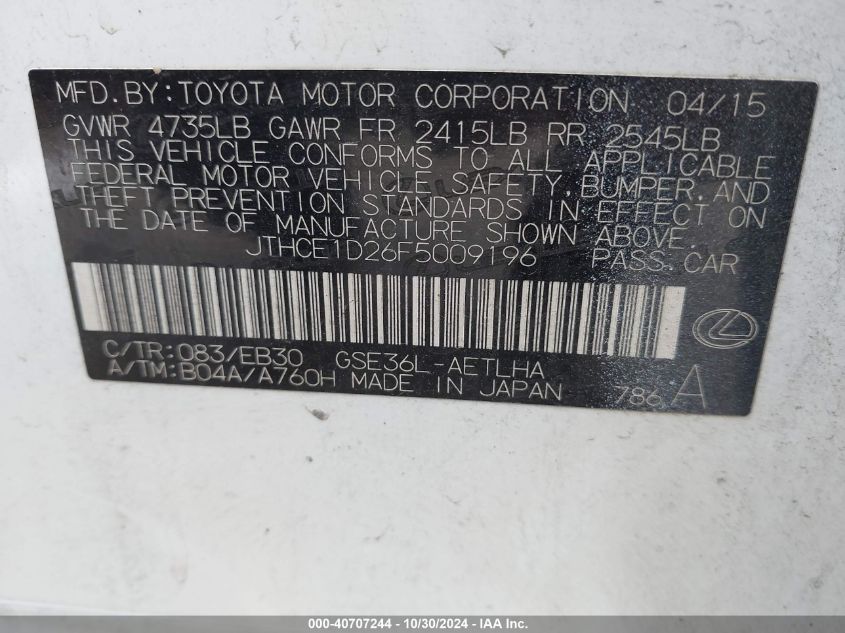 MFD. BY: TOYOTA MOTOR CORPORATION 04/15
GVWR 4735LB GAWR FR 2415LB RR 2545LB
THIS VEHICLE CONFORMS TO ALL APPLICABLE
FEDERAL MOTOR VEHICLE SAFETY, BUMPER, AND
THEFT PREVENTION STANDARDS IN EFFECT ON
THE DATE OF MANUFACTURE SHOWN ABOVE.
JTHCE1D26F5009196 PASS. CAR
C/TR: 083/EB30 GSE36L-AETLHA
A/TM: B04A/A760H MADE IN JAPAN 786 A
000-40707244 - 10/30/2024 - IAA Inc.